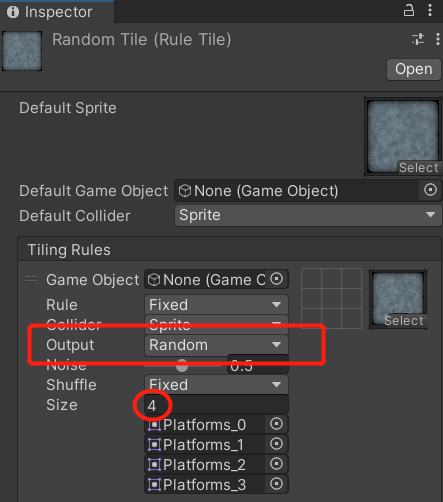 Inspector
Random Tile (Rule Tile)
Open
Default Sprite
Select
Default Game Object None (Game Object)
Default Collider Sprite
Tiling Rules
Game Object None (Game C
Rule Fixed
Select
Collider Sprite
Output Random
Noise 0.5
Shuffle Fixed
Size 4
Platforms_0
Platforms_1
Platforms_2
Platforms_3